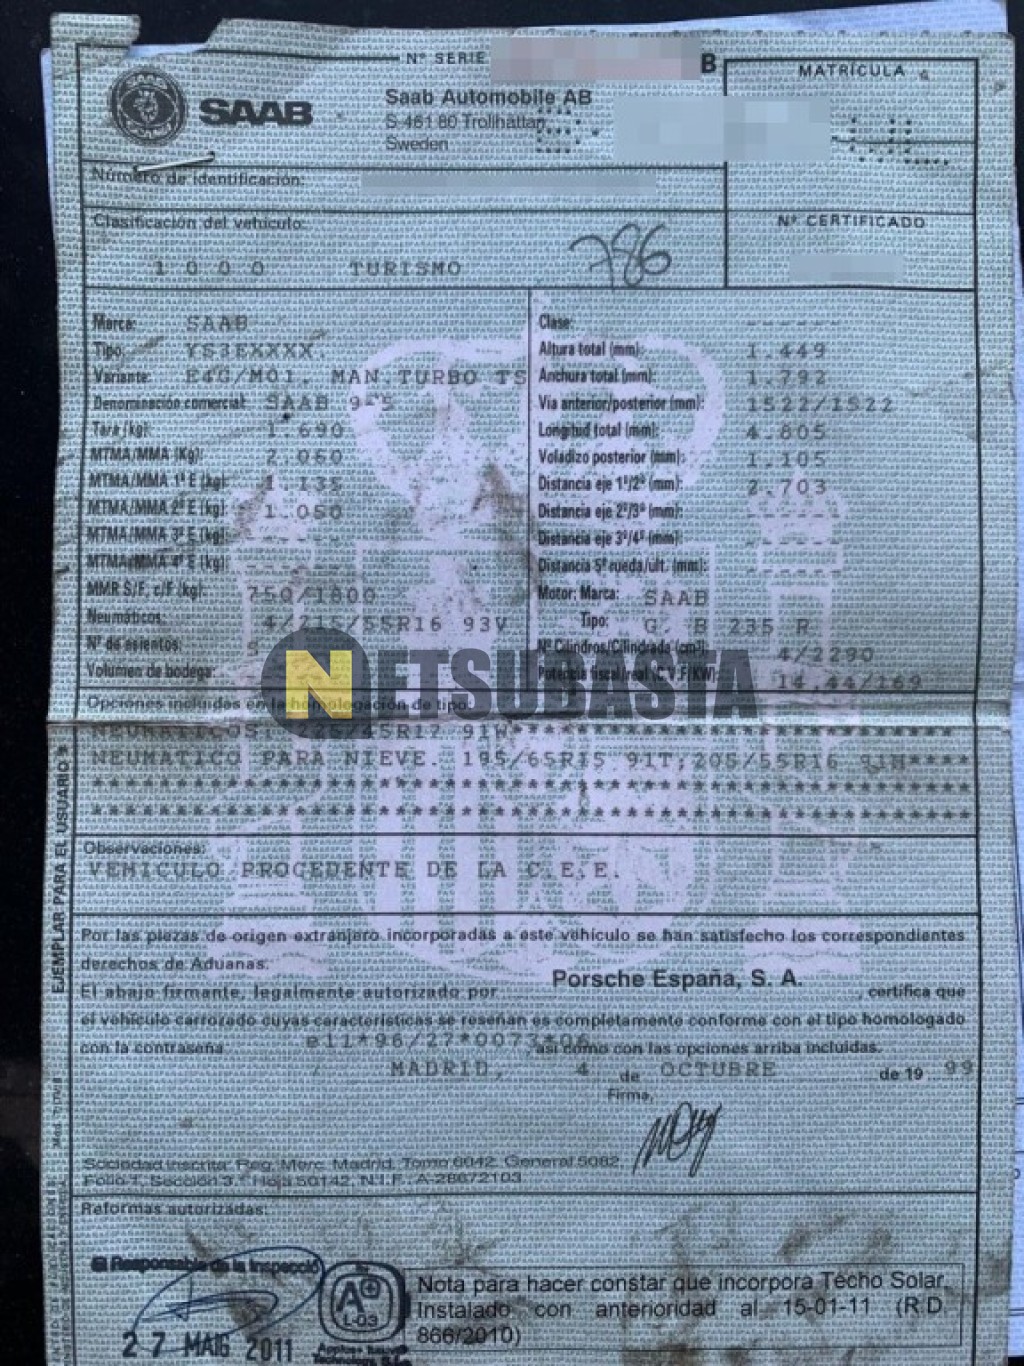 Nº SERIE B
MATRÍCULA
SAAB
Saab Automobile AB
S-461 80 Trollhättan
Sweden
Número de identificación:
Nº CERTIFICADO
Clasificación del vehículo:
1000 TURISMO
786
Marca: SAAB
Tipo: YS3EXXXX.
Variante: E4G/M01. MAN.TURBO TS
Denominación comercial: SAAB 9-5
Tara (kg): 1.690
MTMA/MMA (Kg): 2.060
MTMA/MMA 1º E (kg): 1.135
MTMA/MMA 2º E (kg): 1.050
MTMA/MMA 3º E (kg): ------
MTMA/MMA 4º E (kg): ------
MMR S/F, c/F (kg): 750/1800
Neumáticos: 4/215/55R16 93V
Nº de asientos: 5
Volumen de bodega:
Clase: ------
Altura total (mm): 1.449
Anchura total (mm): 1.792
Vía anterior/posterior (mm): 1522/1522
Longitud total (mm): 4.805
Voladizo posterior (mm): 1.105
Distancia eje 1º/2º (mm): 2.703
Distancia eje 2º/3º (mm): ------
Distancia eje 3º/4º (mm): ------
Distancia 5ª rueda/ult. (mm): ------
Motor: Marca: SAAB
Tipo: G. B 235 R
Nº Cilindros/Cilindrada (cm³): 4/2290
Potencia fiscal/real (C.V.F/KW): 14,44/169
NETSUBASTA
Opciones incluidas en la homologación de tipo:
NEUMATICOS: 225/45R17 91W****************************
NEUMATICO PARA NIEVE. 195/65R15 91T;205/55R16 91H****
Observaciones:
VEHICULO PROCEDENTE DE LA C.E.E.
EJEMPLAR PARA EL USUARIO
Por las piezas de origen extranjero incorporadas a este vehículo se han satisfecho los correspondientes
derechos de Aduanas.
El abajo firmante, legalmente autorizado por Porsche España, S. A., certifica que
el vehículo carrozado cuyas características se reseñan es completamente conforme con el tipo homologado
con la contraseña e11*96/27*0073*06, así como con las opciones arriba incluidas.
MADRID, 4 de OCTUBRE de 1999
Firma,
Sociedad inscrita: Reg. Merc. Madrid, Tomo 6042, General 5082,
Folio 1, Sección 3.ª Hoja 50142, N.I.F. A-28672103
Reformas autorizadas:
El Responsable de la Inspecció
27 MAIG 2011
A+
L-03
Nota para hacer constar que incorpora Techo Solar.
Instalado con anterioridad al 15-01-11 (R.D.
866/2010)